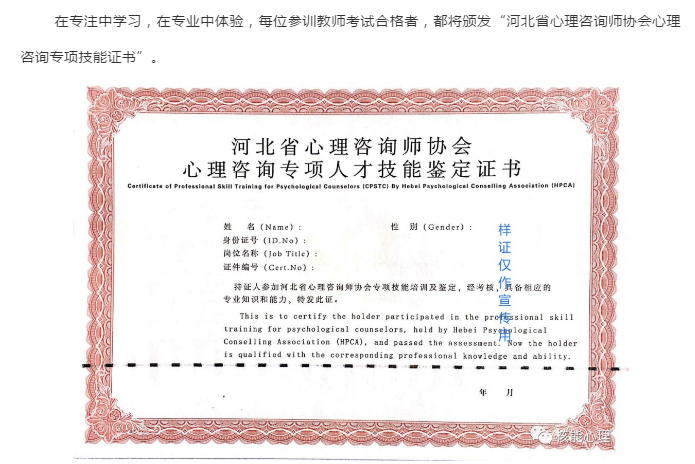 在专注中学习，在专业中体验，每位参训教师考试合格者，都将颁发“河北省心理咨询师协会心理
咨询专项技能证书”。
河北省心理咨询师协会
心理咨询专项人才技能鉴定证书
Certificate of Professional Skill Training for Psychological Counselors (CPSTC) By Hebei Psychological Conselling Association (HPCA)
姓 名 (Name) : 性 别 (Gender) :
身份证号 (ID.No) :
岗位名称 (Job Title) :
证件编号 (Cert.No) :
持证人参加河北省心理咨询师协会专项技能培训及鉴定，经考核，具备相应的
专业知识和能力，特发此证。
This is to certify the holder participated in the professional skill
training for psychological counselors, held by Hebei Psychological
Conselling Association (HPCA), and passed the assessment. Now the holder
is qualified with the corresponding professional knowledge and ability.
样证仅作宣传用
年 月
核能心理